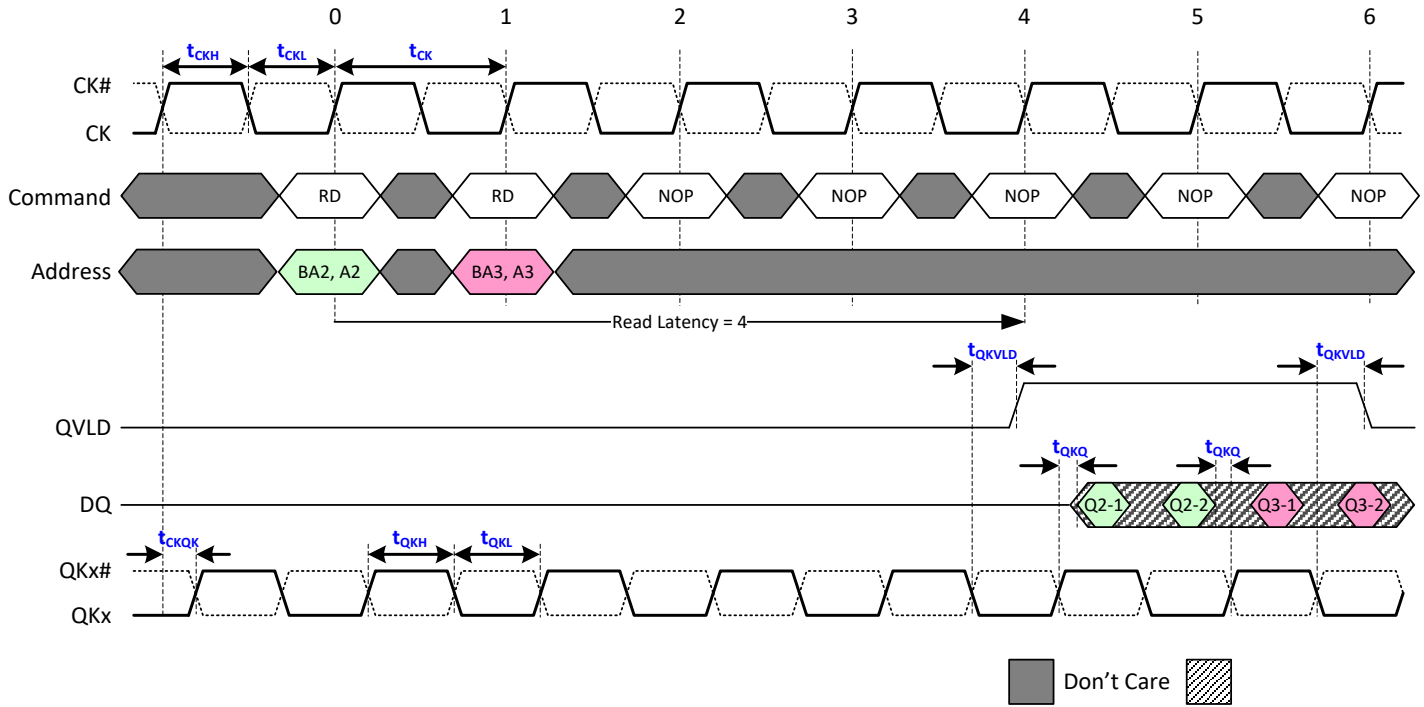 0 1 2 3 4 5 6
tCKH tCKL tCK
CK#
CK
Command RD RD NOP NOP NOP NOP NOP
Address BA2, A2 BA3, A3
Read Latency = 4
tQKVLD tQKVLD
QVLD
tQKQ tQKQ
DQ Q2-1 Q2-2 Q3-1 Q3-2
tCKQK tQKH tQKL
QKx#
QKx
Don't Care